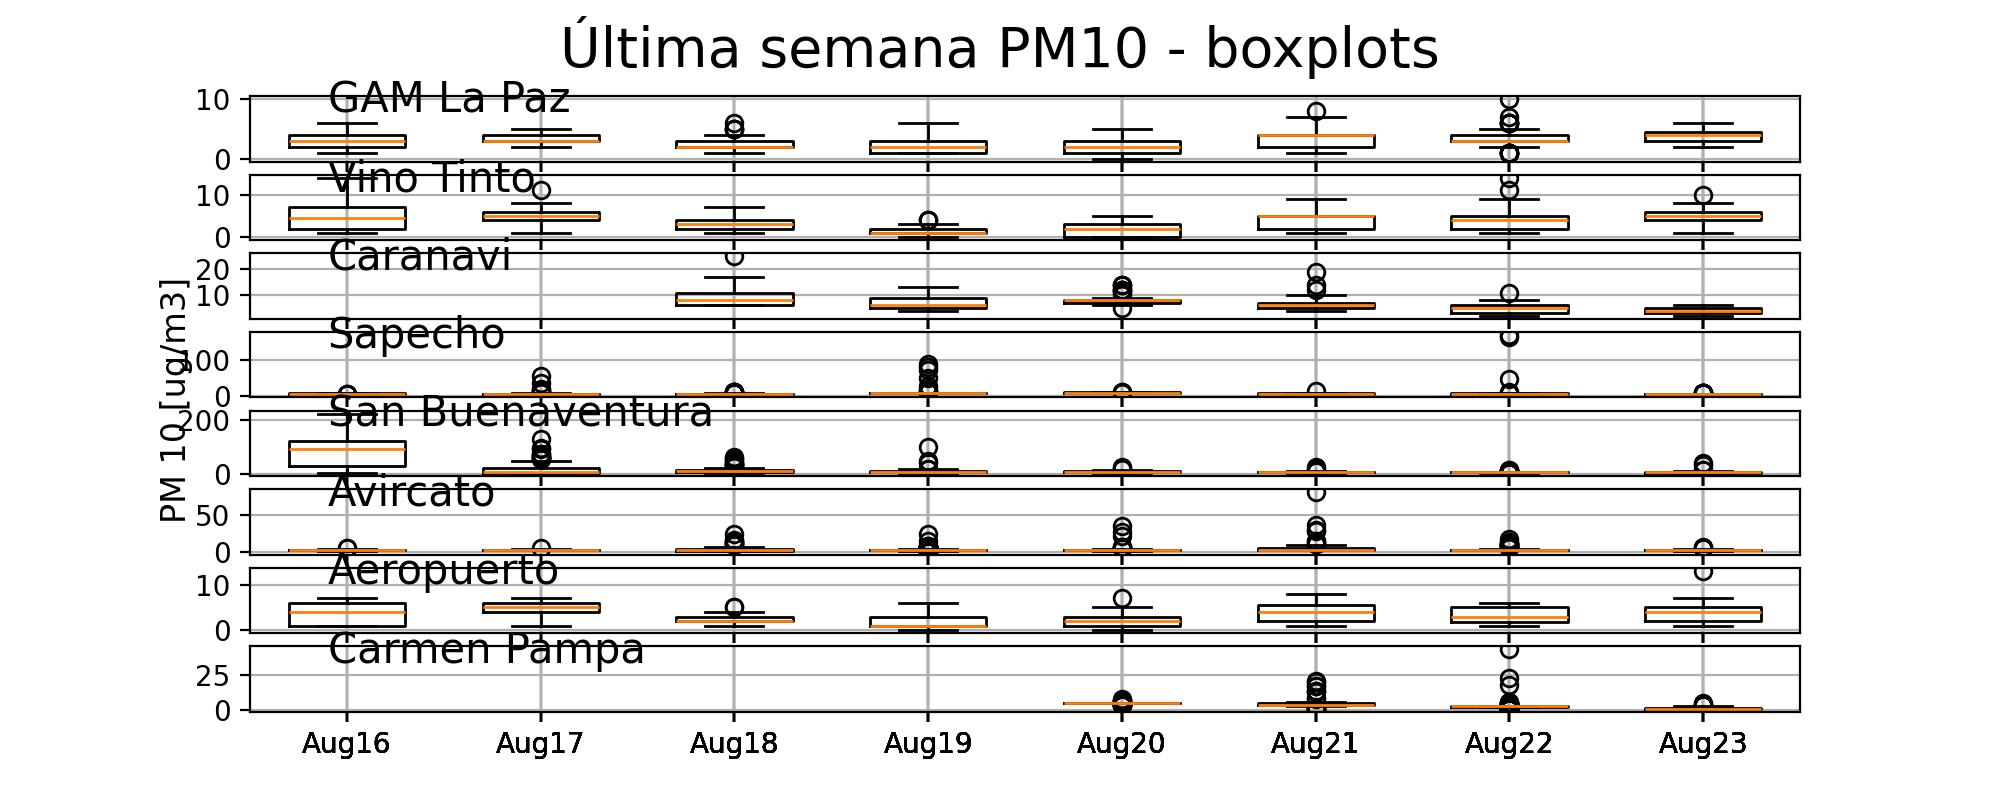 Última semana PM10 - boxplots
PM 10 [ug/m3]
GAM La Paz
10
0
Vino Tinto
10
0
Caranavi
20
10
Sapecho
100
0
San Buenaventura
200
0
Avircato
50
0
Aeropuerto
10
0
Carmen Pampa
25
0
Aug16 Aug17 Aug18 Aug19 Aug20 Aug21 Aug22 Aug23